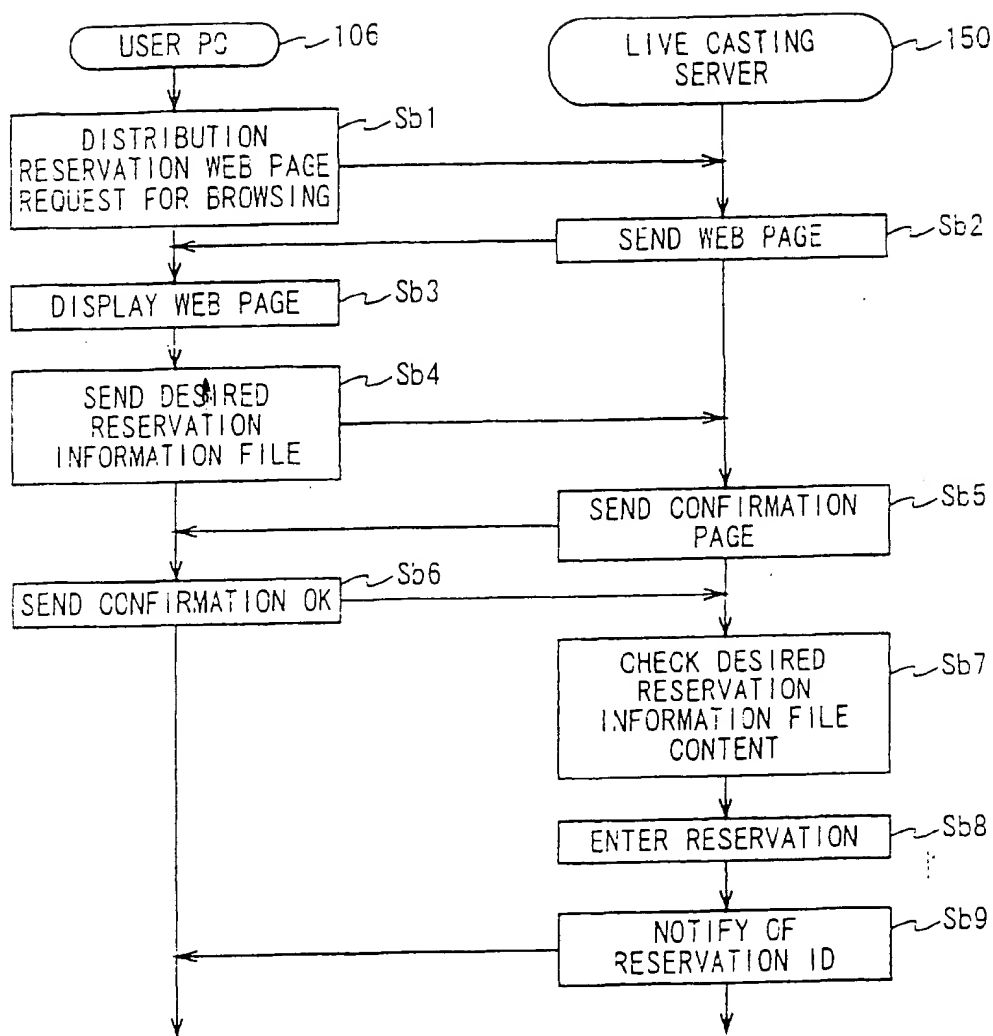 USER PC
106
LIVE CASTING
SERVER
150
DISTRIBUTION
RESERVATION WEB PAGE
REQUEST FOR BROWSING
Sb1
SEND WEB PAGE
Sb2
DISPLAY WEB PAGE
Sb3
SEND DESIRED
RESERVATION
INFORMATION FILE
Sb4
SEND CONFIRMATION
PAGE
Sb5
SEND CONFIRMATION OK
Sb6
CHECK DESIRED
RESERVATION
INFORMATION FILE
CONTENT
Sb7
ENTER RESERVATION
Sb8
NOTIFY OF
RESERVATION ID
Sb9